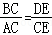 BC/AC = DE/CE